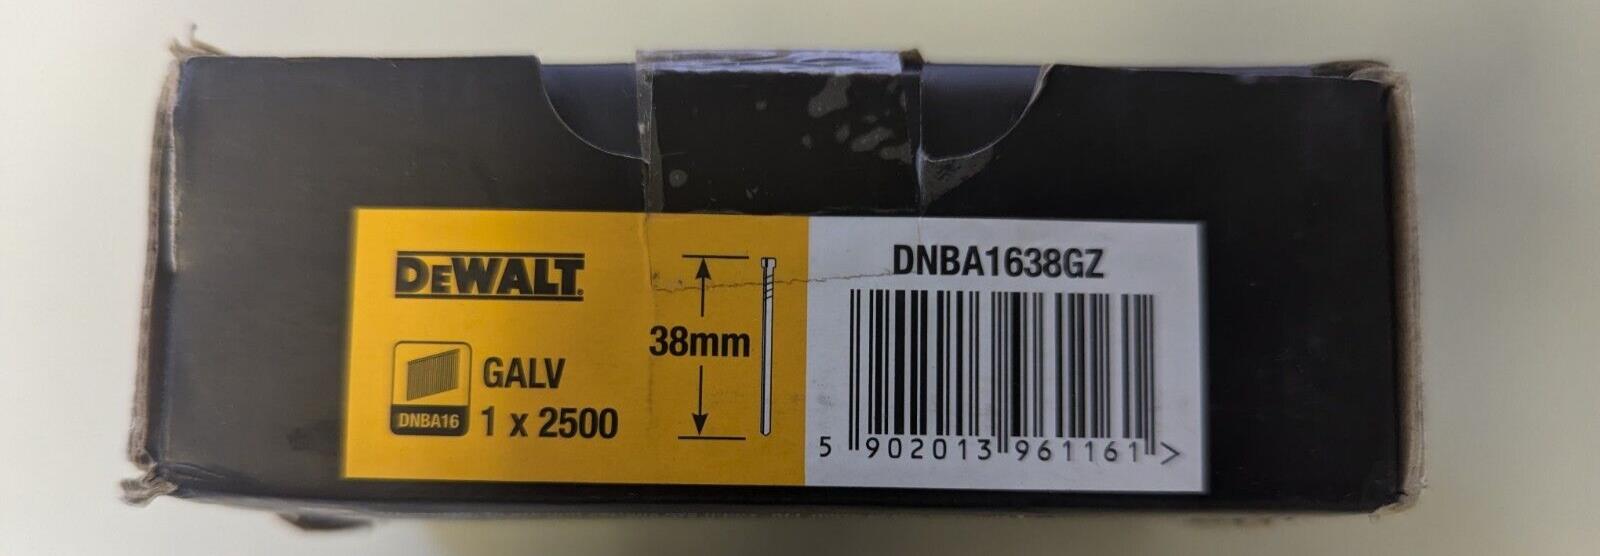 DEWALT
38mm
GALV
DNBA16
1 x 2500
DNBA1638GZ
5 902013 961161 >